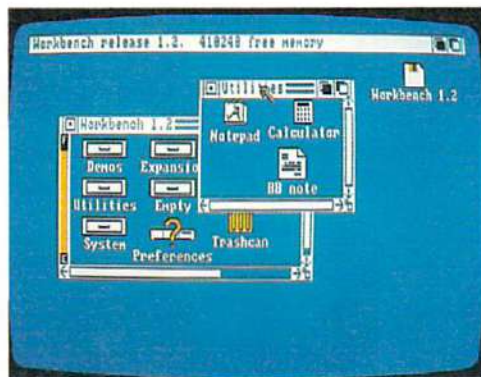 Workbench release 1.2. 410248 free memory
Workbench 1.2
Utilities
Notepad Calculator
BB note
Workbench 1.2
Demos Expansio
Utilities Empty
System Preferences Trashcan